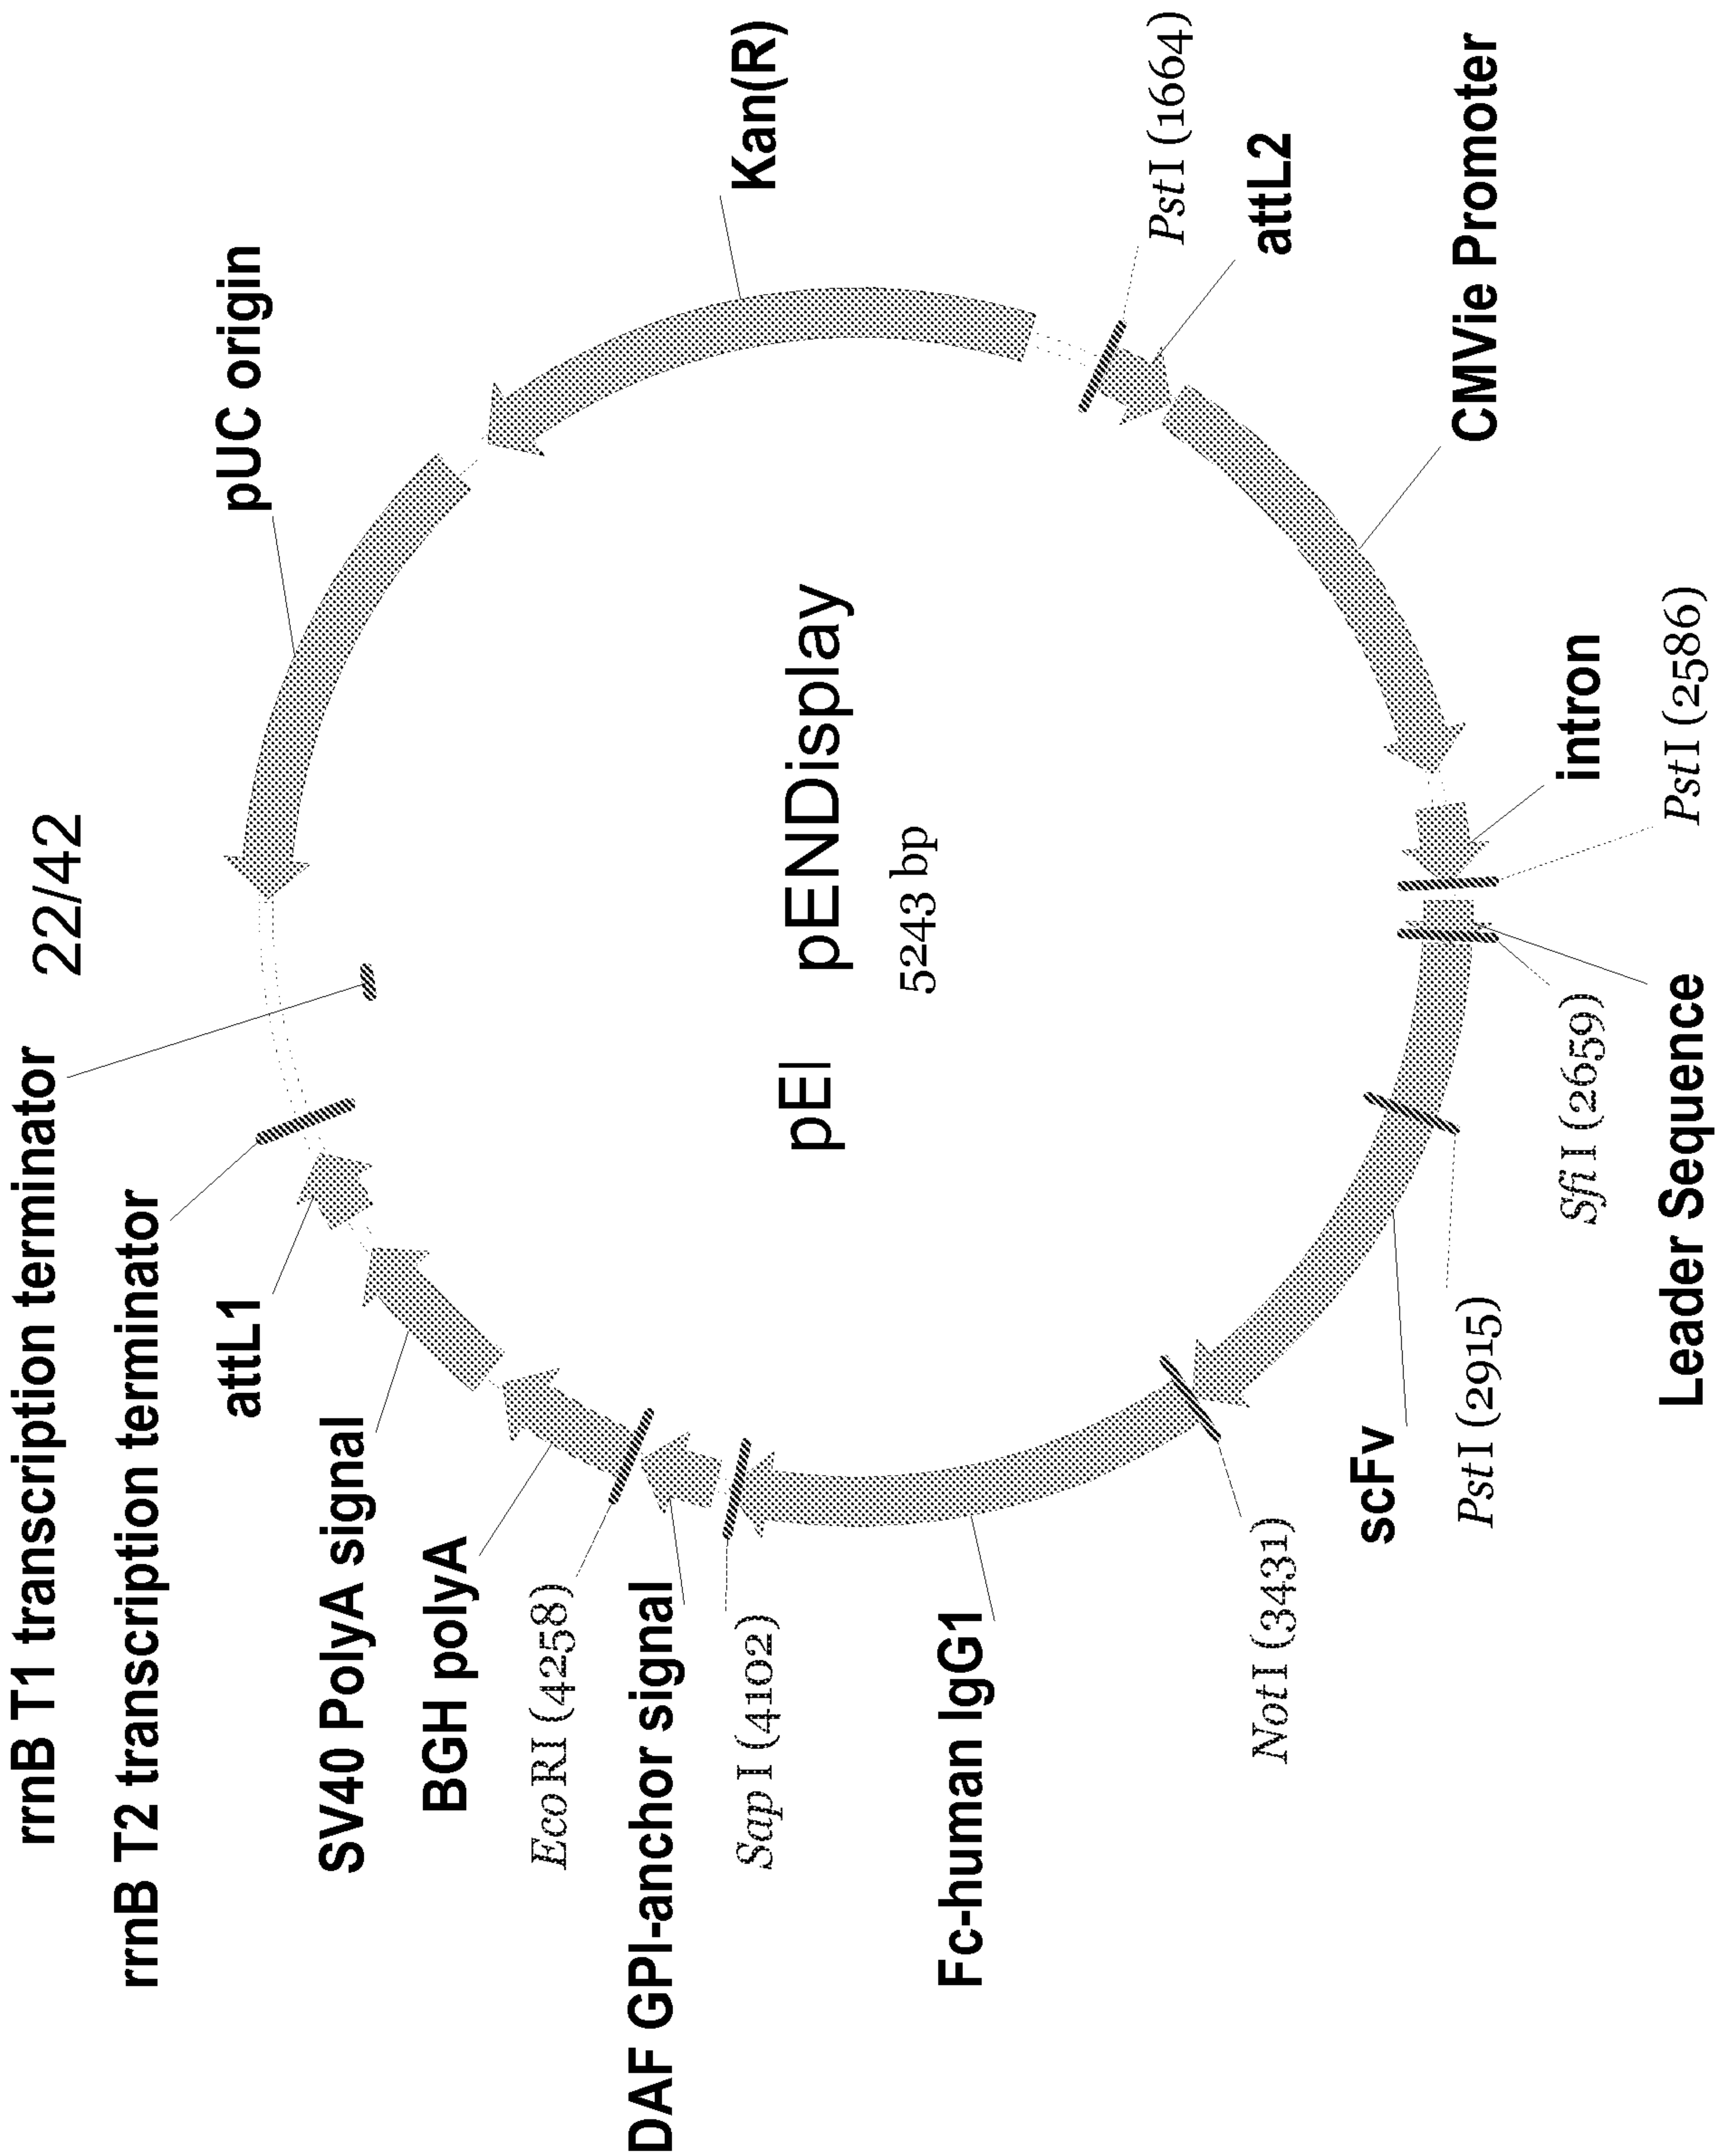 22/42
rrnB T1 transcription terminator
rrnB T2 transcription terminator
attL1
SV40 PolyA signal
BGH polyA
EcoRI (4258)
DAF GPI-anchor signal
SapI (4102)
Fc-human IgG1
NotI (3431)
scFv
PstI (2915)
SfiI (2659)
Leader Sequence
PstI (2586)
intron
CMVie Promoter
attL2
PstI (1664)
Kan(R)
pUC origin
pEI pENDisplay
5243 bp